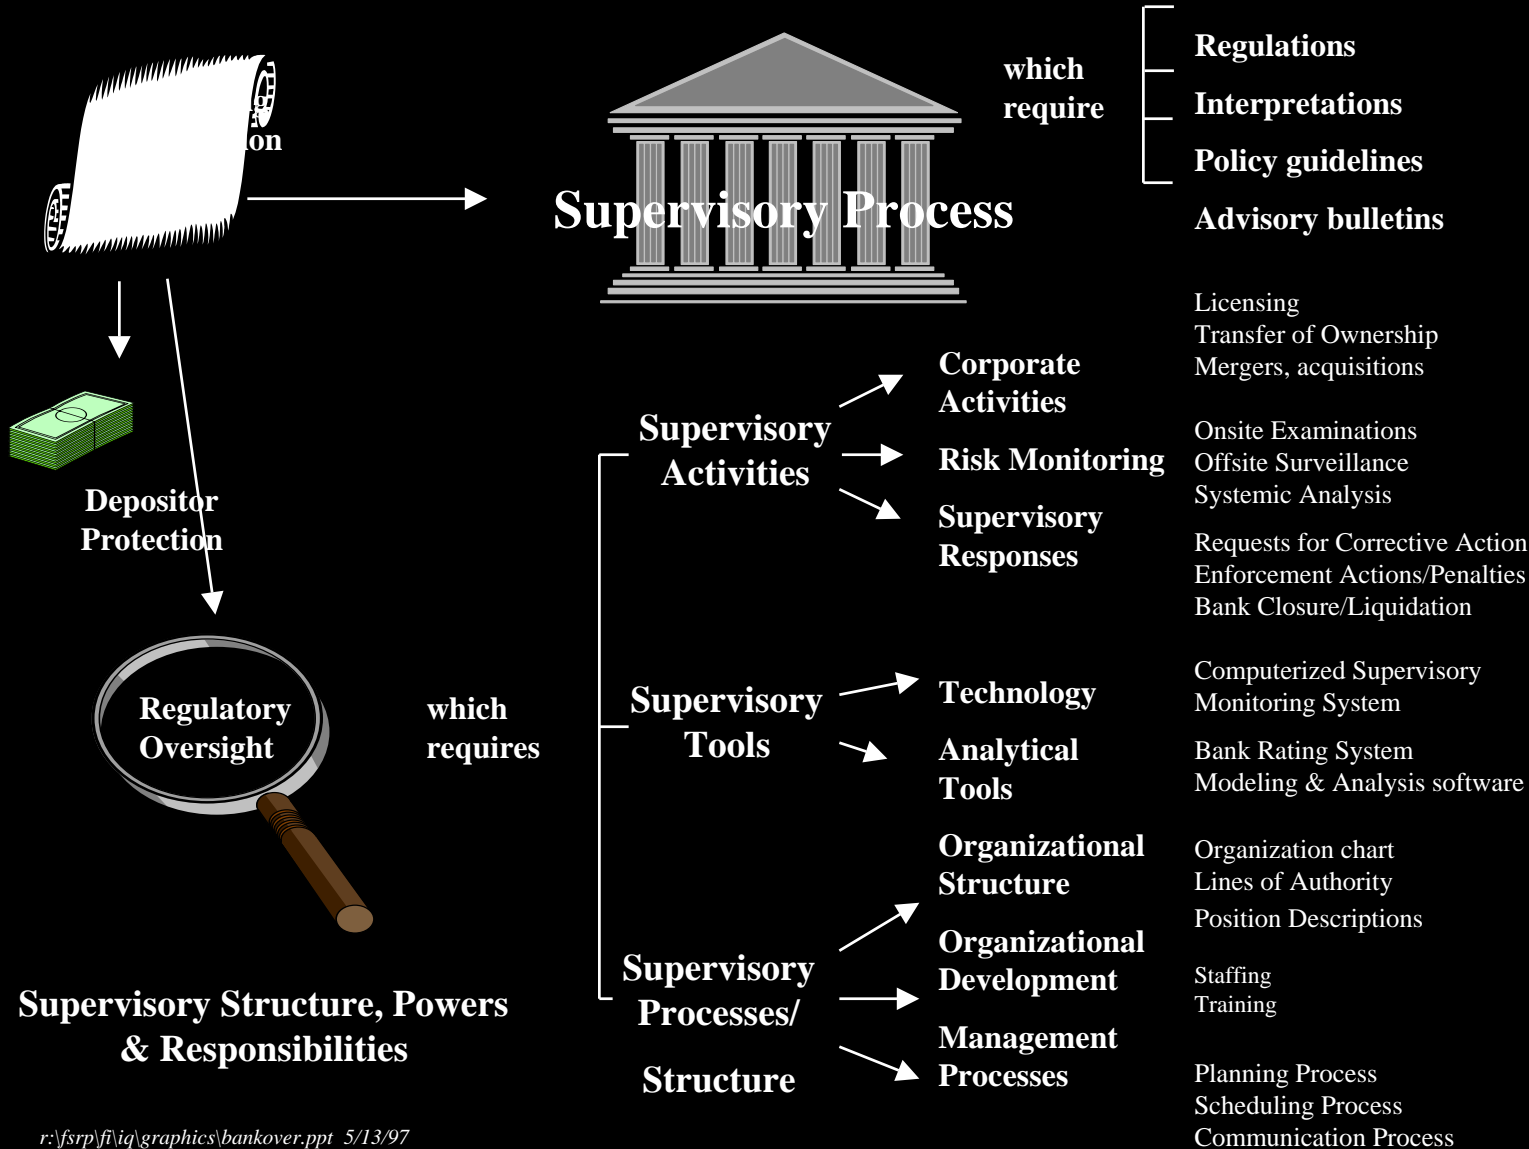 ng
ion
Supervisory Process
which
require
Regulations
Interpretations
Policy guidelines
Advisory bulletins
Depositor
Protection
Regulatory
Oversight
which
requires
Supervisory Structure, Powers
& Responsibilities
Supervisory
Activities
Corporate
Activities
Licensing
Transfer of Ownership
Mergers, acquisitions
Risk Monitoring
Onsite Examinations
Offsite Surveillance
Systemic Analysis
Supervisory
Responses
Requests for Corrective Action
Enforcement Actions/Penalties
Bank Closure/Liquidation
Supervisory
Tools
Technology
Computerized Supervisory
Monitoring System
Analytical
Tools
Bank Rating System
Modeling & Analysis software
Supervisory
Processes/
Structure
Organizational
Structure
Organization chart
Lines of Authority
Position Descriptions
Organizational
Development
Staffing
Training
Management
Processes
Planning Process
Scheduling Process
Communication Process
r:\fsrp\fi\iq\graphics\bankover.ppt 5/13/97